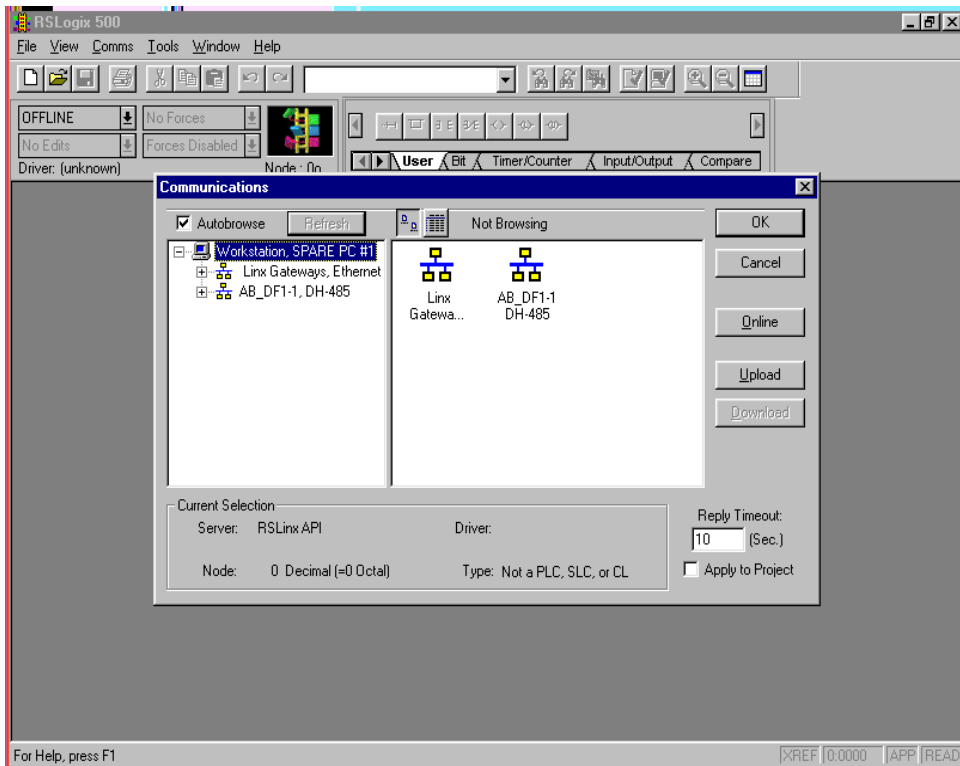 RSLogix 500
File View Comms Tools Window Help
OFFLINE No Forces
No Edits Forces Disabled
Driver: (unknown) Node : 0o
User Bit Timer/Counter Input/Output Compare
Communications
Autobrowse Refresh Not Browsing OK
Workstation, SPARE PC #1
Linx Gateways, Ethernet
AB_DF1-1, DH-485
Linx Gatewa...
AB_DF1-1 DH-485
Cancel
Online
Upload
Download
Current Selection
Server: RSLinx API Driver:
Node: 0 Decimal (=0 Octal) Type: Not a PLC, SLC, or CL
Reply Timeout:
10 (Sec.)
Apply to Project
For Help, press F1 XREF 0:0000 APP READ